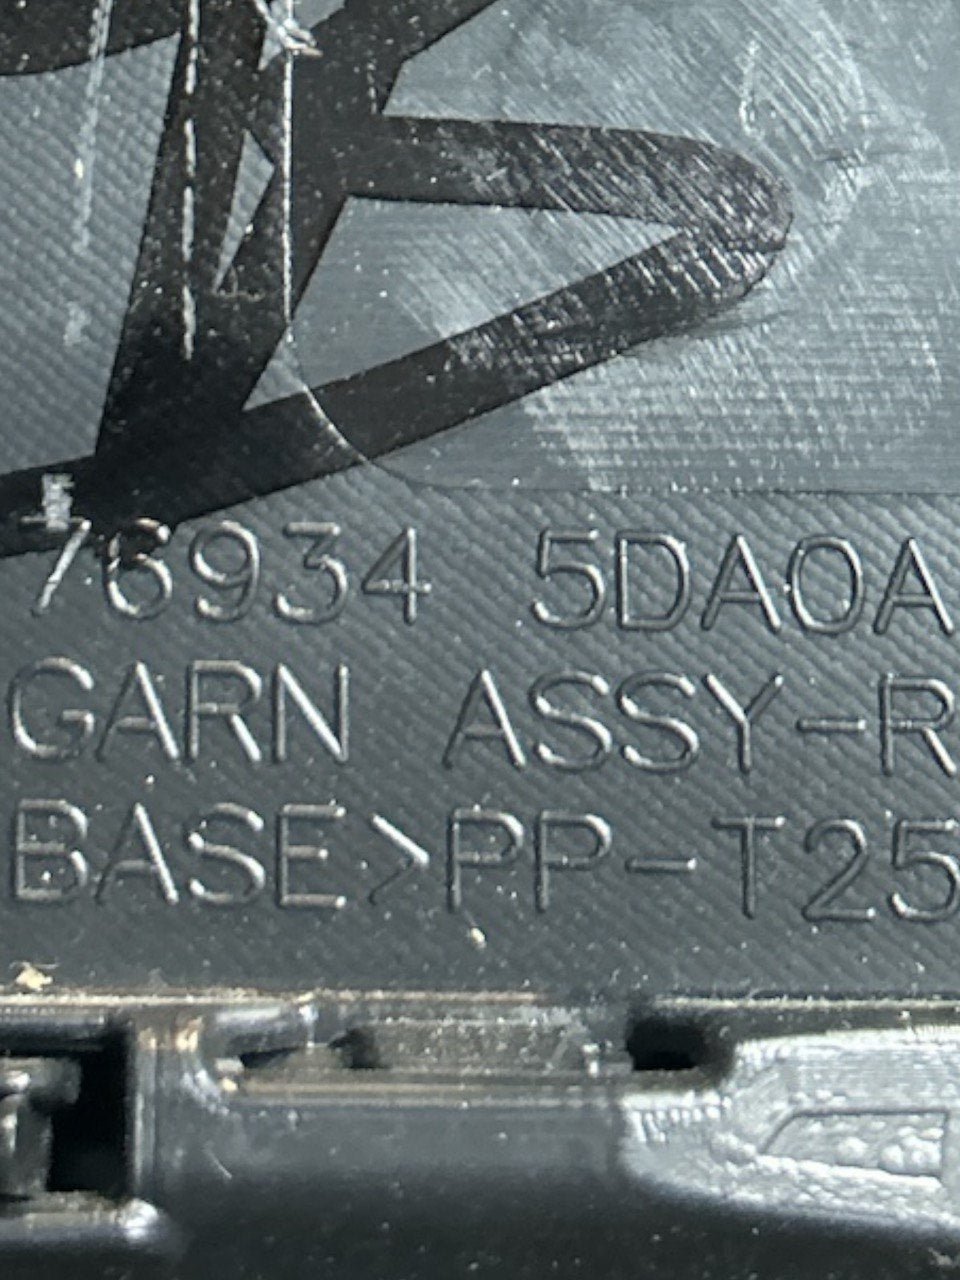 76934 5DA0A
GARN ASSY-R
BASE>PP-T25